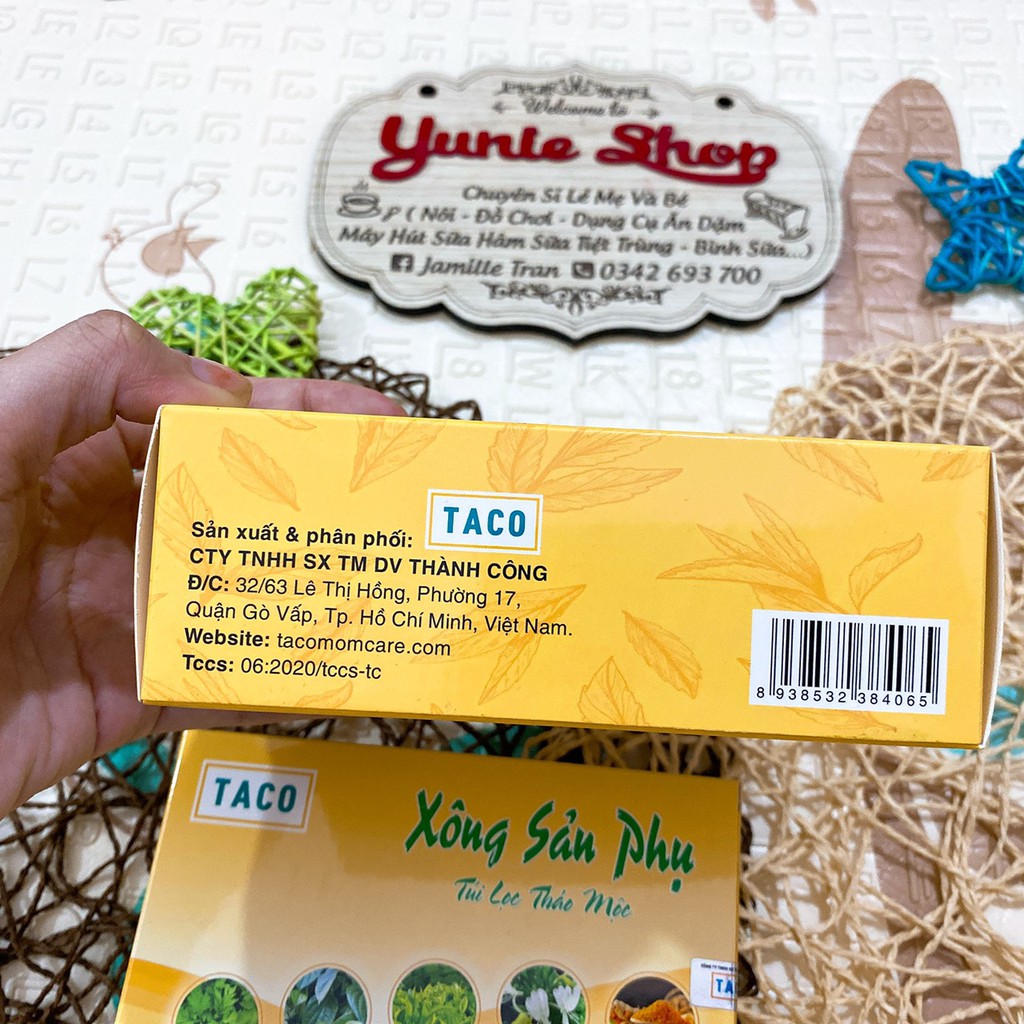 Welcome to
Yunie Shop
Chuyên Sỉ Lẻ Mẹ Và Bé
( Nôi - Đồ Chơi - Dụng Cụ Ăn Dặm
Máy Hút Sữa Hâm Sữa Tiệt Trùng - Bình Sữa...)
Jamille Tran 0342 693 700
TACO
Sản xuất & phân phối:
CTY TNHH SX TM DV THÀNH CÔNG
Đ/C: 32/63 Lê Thị Hồng, Phường 17,
Quận Gò Vấp, Tp. Hồ Chí Minh, Việt Nam.
Website: tacomomcare.com
Tccs: 06:2020/tccs-tc
8 938532 384065
TACO
Xông Sản Phụ
Túi Lọc Thảo Mộc